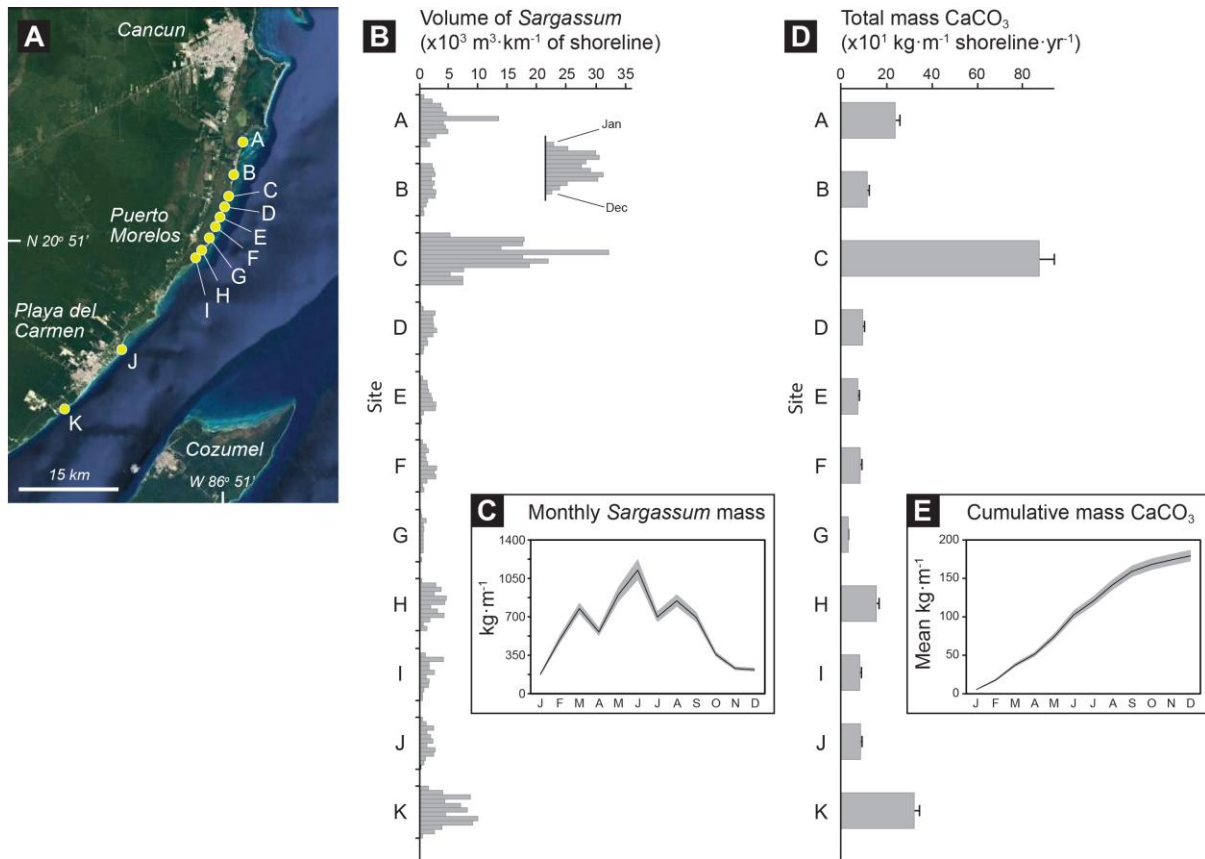 A
Cancun
A
B
C
D
Puerto
Morelos
E
N 20° 51'
F
G
H
I
Playa del
Carmen
J
K
Cozumel
15 km
W 86° 51'
B
Volume of Sargassum
(x10³ m³·km⁻¹ of shoreline)
0 5 10 15 20 25 30 35
Jan
Dec
A
B
C
D
E
F
G
H
I
J
K
Site
C
Monthly Sargassum mass
1400
1050
700
350
0
kg·m⁻¹
J F M A M J J A S O N D
D
Total mass CaCO₃
(x10¹ kg·m⁻¹ shoreline·yr⁻¹)
0 20 40 60 80
A
B
C
D
E
F
G
H
I
J
K
Site
E
Cumulative mass CaCO₃
200
150
100
50
0
Mean kg·m⁻¹
J F M A M J J A S O N D